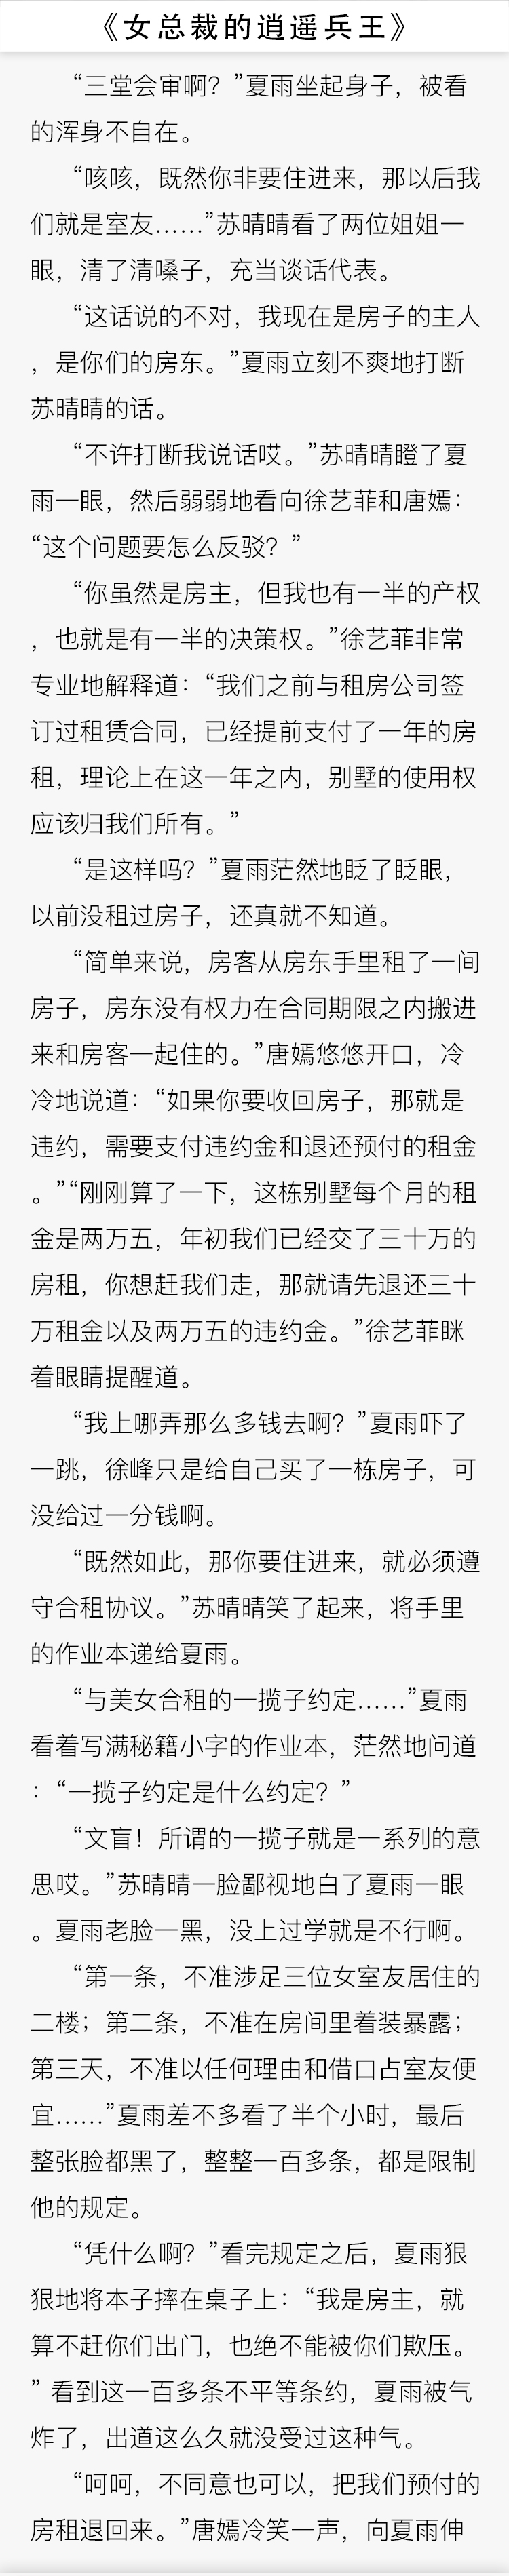 《女总裁的逍遥兵王》
“三堂会审啊？”夏雨坐起身子，被看
的浑身不自在。
“咳咳，既然你非要住进来，那以后我
们就是室友……”苏晴晴看了两位姐姐一
眼，清了清嗓子，充当谈话代表。
“这话说的不对，我现在是房子的主人
，是你们的房东。”夏雨立刻不爽地打断
苏晴晴的话。
“不许打断我说话哎。”苏晴晴瞪了夏
雨一眼，然后弱弱地看向徐艺菲和唐嫣：
“这个问题要怎么反驳？”
“你虽然是房主，但我也有一半的产权
，也就是有一半的决策权。”徐艺菲非常
专业地解释道：“我们之前与租房公司签
订过租赁合同，已经提前支付了一年的房
租，理论上在这一年之内，别墅的使用权
应该归我们所有。”
“是这样吗？”夏雨茫然地眨了眨眼，
以前没租过房子，还真就不知道。
“简单来说，房客从房东手里租了一间
房子，房东没有权力在合同期限之内搬进
来和房客一起住的。”唐嫣悠悠开口，冷
冷地说道：“如果你要收回房子，那就是
违约，需要支付违约金和退还预付的租金
。”“刚刚算了一下，这栋别墅每个月的租
金是两万五，年初我们已经交了三十万的
房租，你想赶我们走，那就请先退还三十
万租金以及两万五的违约金。”徐艺菲眯
着眼睛提醒道。
“我上哪弄那么多钱去啊？”夏雨吓了
一跳，徐峰只是给自己买了一栋房子，可
没给过一分钱啊。
“既然如此，那你要住进来，就必须遵
守合租协议。”苏晴晴笑了起来，将手里
的作业本递给夏雨。
“与美女合租的一揽子约定……”夏雨
看着写满秘籍小字的作业本，茫然地问道
：“一揽子约定是什么约定？”
“文盲！所谓的一揽子就是一系列的意
思哎。”苏晴晴一脸鄙视地白了夏雨一眼
。夏雨老脸一黑，没上过学就是不行啊。
“第一条，不准涉足三位女室友居住的
二楼；第二条，不准在房间里着装暴露；
第三天，不准以任何理由和借口占室友便
宜……”夏雨差不多看了半个小时，最后
整张脸都黑了，整整一百多条，都是限制
他的规定。
“凭什么啊？”看完规定之后，夏雨狠
狠地将本子摔在桌子上：“我是房主，就
算不赶你们出门，也绝不能被你们欺压。
” 看到这一百多条不平等条约，夏雨被气
炸了，出道这么久就没受过这种气。
“呵呵，不同意也可以，把我们预付的
房租退回来。”唐嫣冷笑一声，向夏雨伸